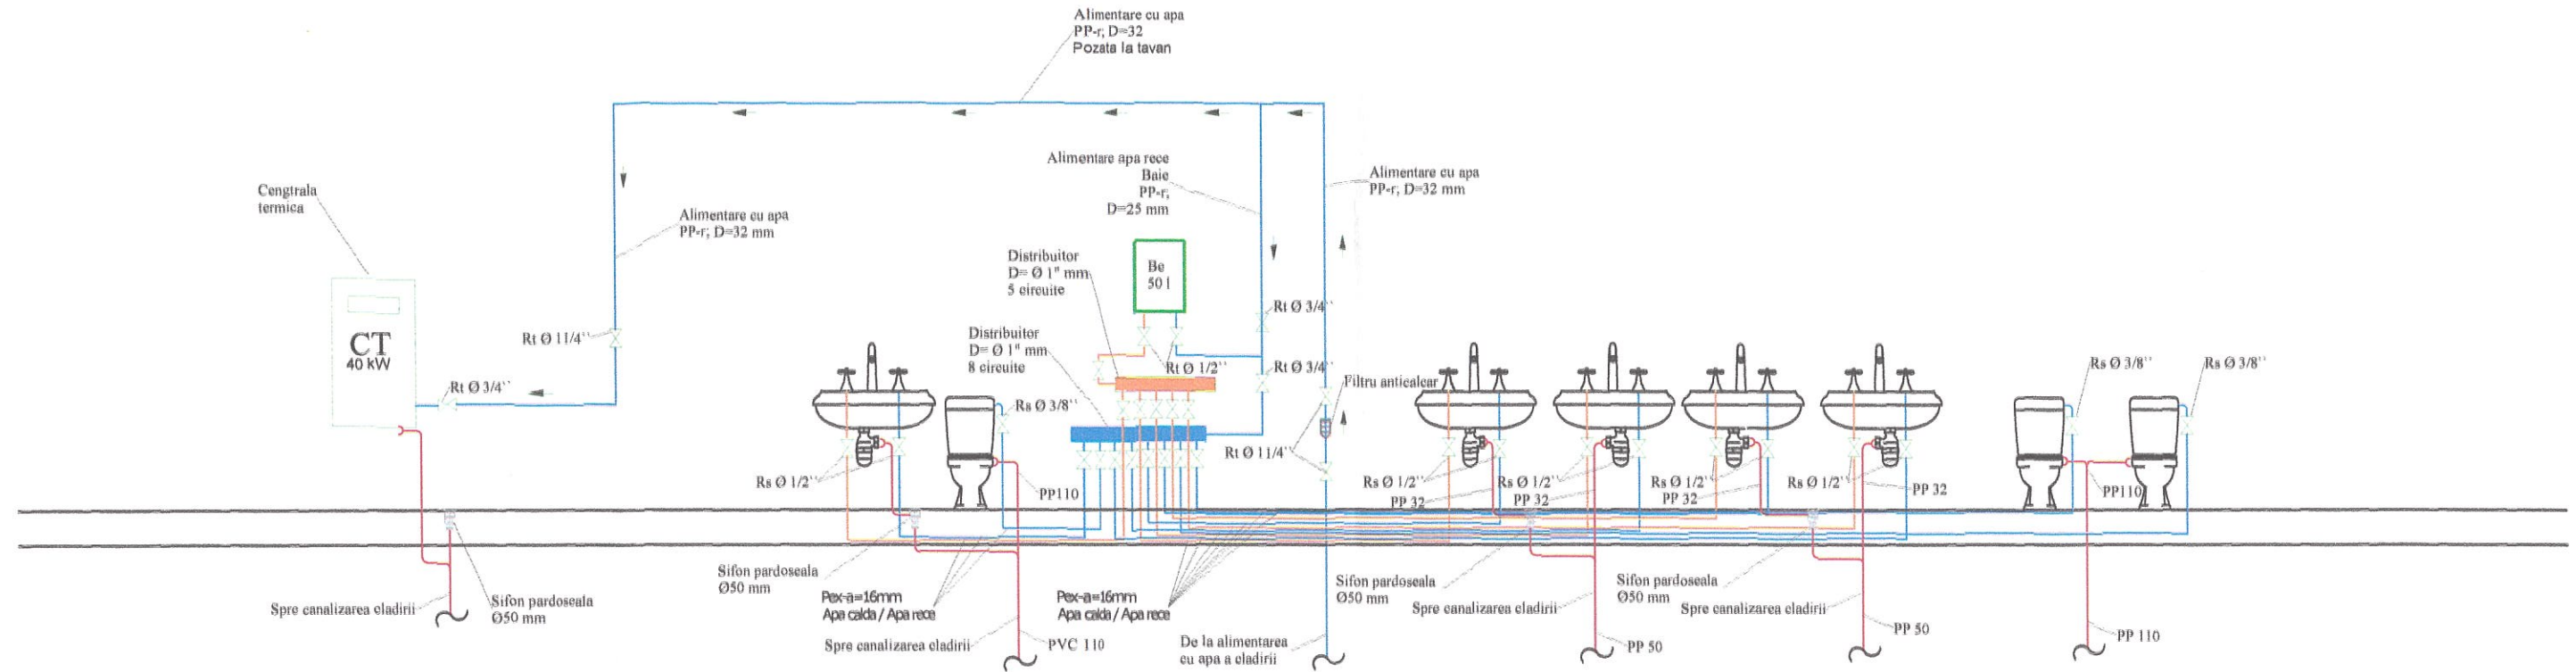 Alimentare cu apa
PP-r; D=32
Pozata la tavan
Alimentare apa rece
Baie
PP-r;
D=25 mm
Alimentare cu apa
PP-r; D=32 mm
Cengtrala
termica
Alimentare cu apa
PP-r; D=32 mm
Distribuitor
D= Ø 1" mm
5 circuite
Be
50 l
Rt Ø 3/4''
CT
40 kW
Rt Ø 11/4''
Distribuitor
D= Ø 1" mm
8 circuite
Rt Ø 1/2''
Rt Ø 3/4''
Filtru anticalcar
Rs Ø 3/8''
Rs Ø 3/8''
Rt Ø 3/4''
Rs Ø 3/8''
Rt Ø 11/4''
Rs Ø 1/2''
PP110
Rs Ø 1/2''
PP 32
Rs Ø 1/2''
PP 32
Rs Ø 1/2''
PP 32
Rs Ø 1/2''
PP 32
PP110
Spre canalizarea cladirii
Sifon pardoseala
Ø50 mm
Sifon pardoseala
Ø50 mm
Pex-a=16mm
Apa calda / Apa rece
Spre canalizarea cladirii
PVC 110
Pex-a=16mm
Apa calda / Apa rece
De la alimentarea
cu apa a cladirii
Sifon pardoseala
Ø50 mm
Spre canalizarea cladirii
PP 50
Sifon pardoseala
Ø50 mm
Spre canalizarea cladirii
PP 50
PP 110